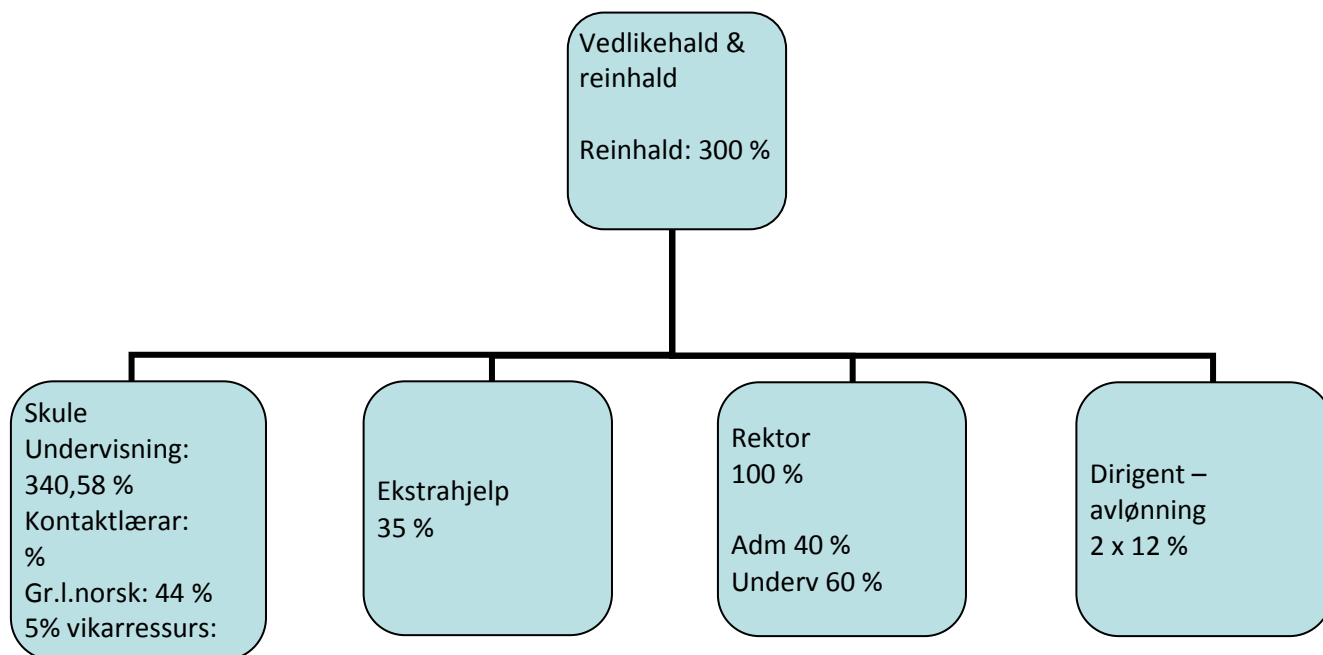 Vedlikehald &
reinhald
Reinhald: 300 %
Skule
Undervisning:
340,58 %
Kontaktlærar:
%
Gr.l.norsk: 44 %
5% vikarressurs:
Ekstrahjelp
35 %
Rektor
100 %
Adm 40 %
Underv 60 %
Dirigent –
avlønning
2 x 12 %